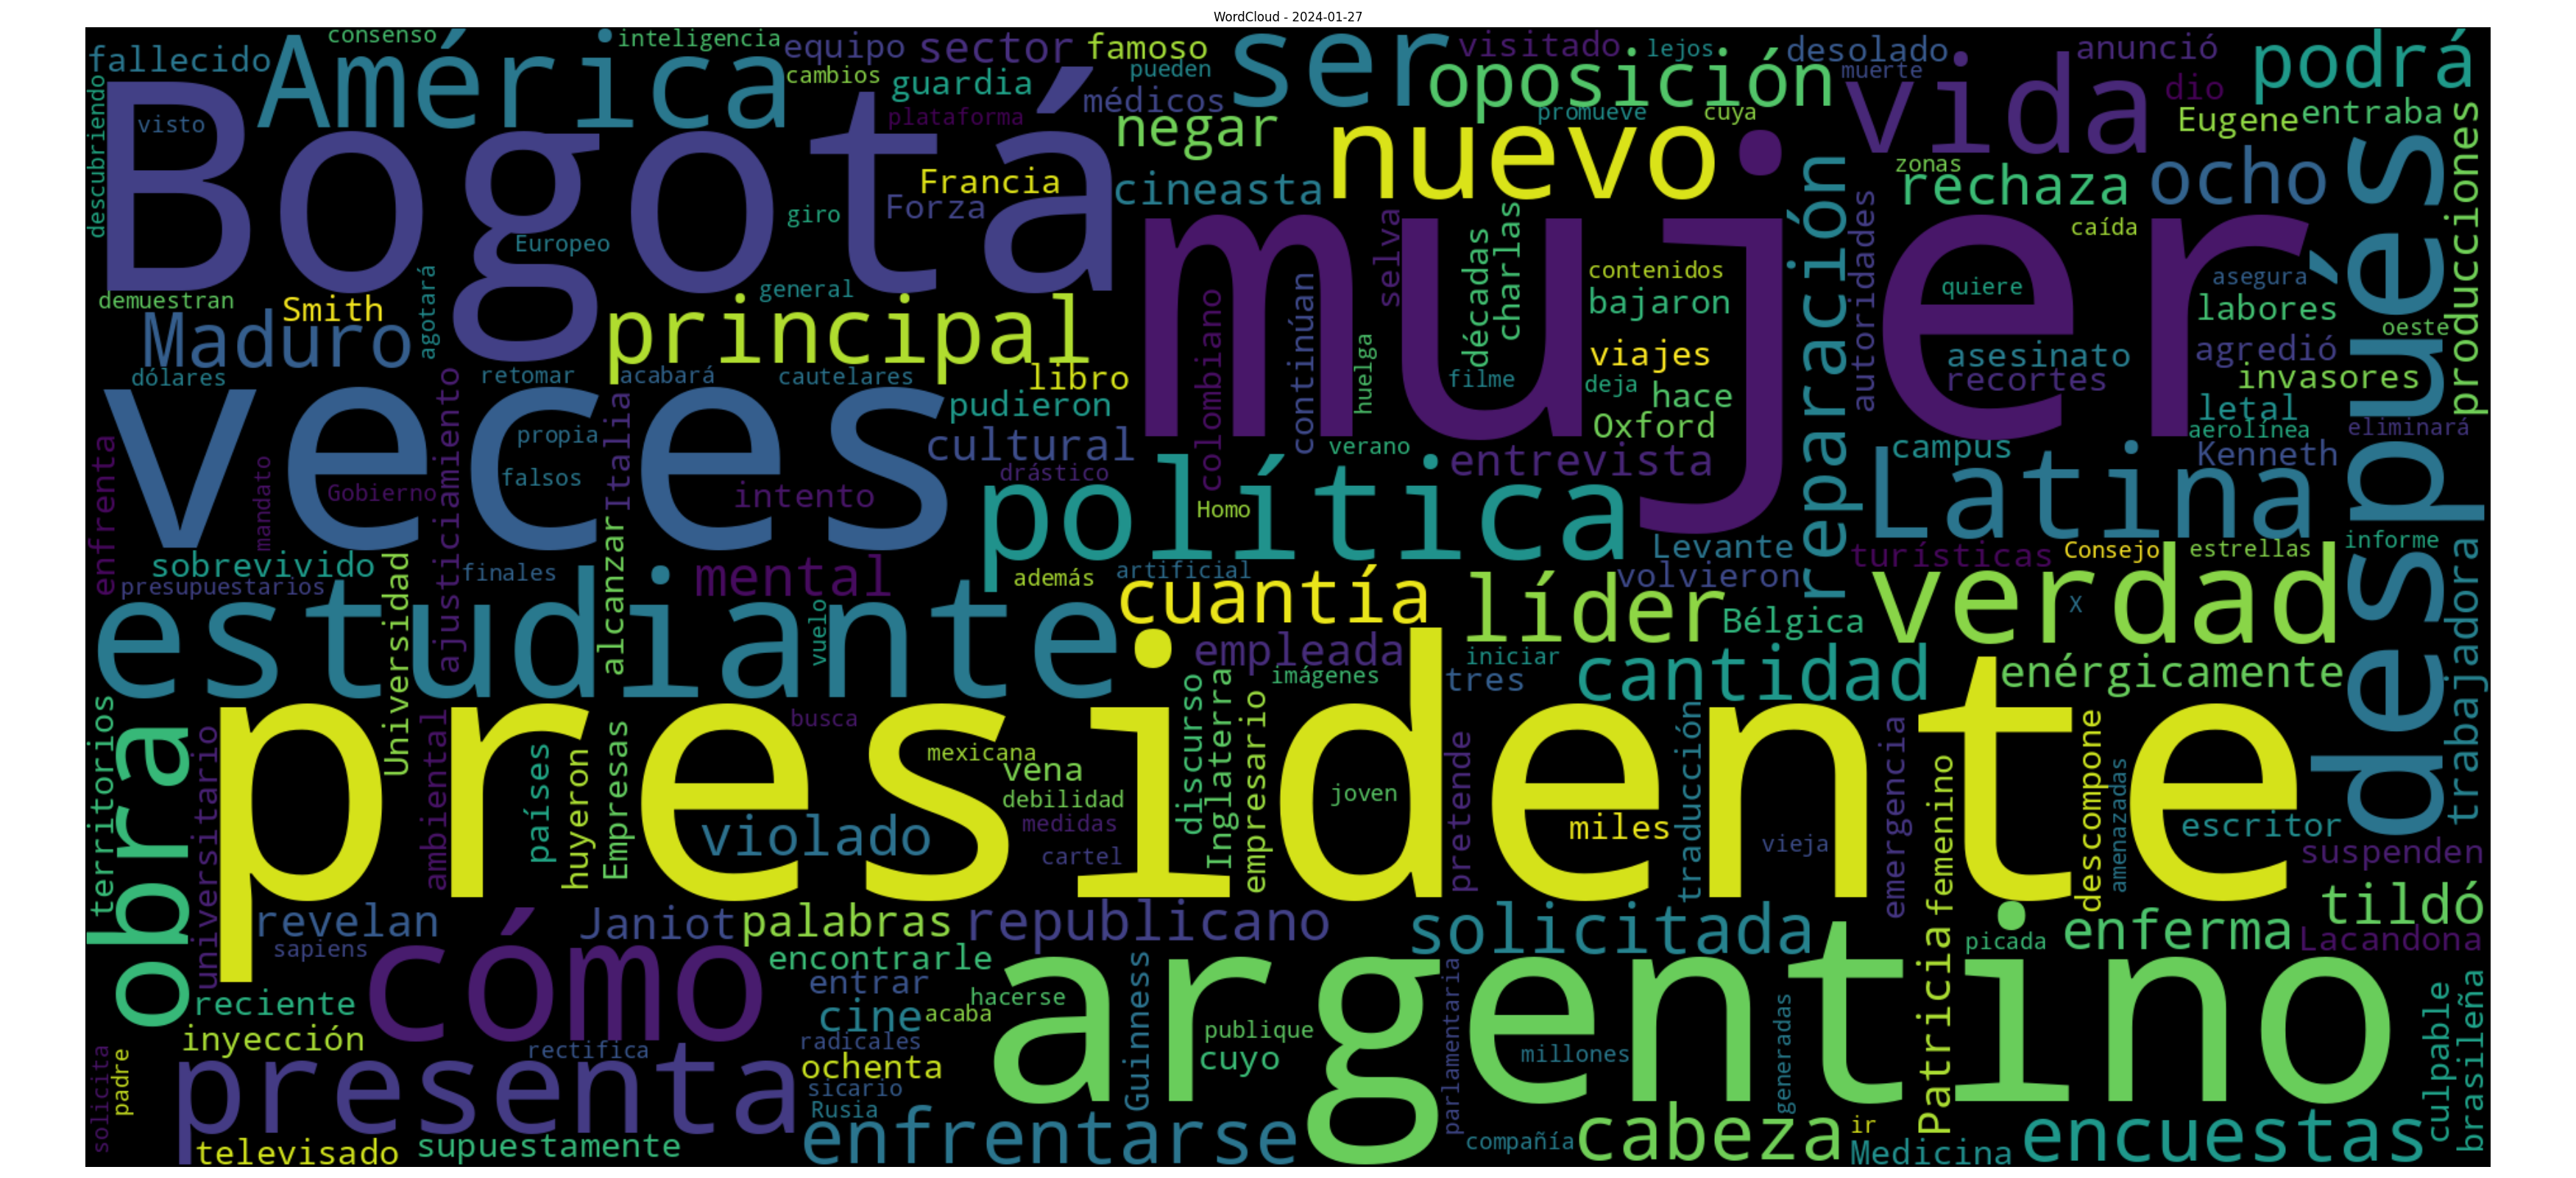 WordCloud - 2024-01-27
consenso
inteligencia
equipo
sector
famoso
ser
visitado
lejos
desolado
anunció
podrá
fallecido
América
cambios
guardia
pueden
oposición
muerte
vida
dio
descubriendo
Bogotá
visto
plataforma
médicos
negar
nuevo
promueve
cuya
Eugene
entraba
producciones
Francia
Forza
cineasta
zonas
rechaza
ocho
después
giro
Europeo
selva
mujer
charlas
décadas
reparación
autoridades
caída
demuestran
Smith
agotará
general
contenidos
bajaron
quiere
asegura
labores
Maduro
principal
colombiano
continúan
viajes
asesinato
agredió
oeste
dólares
retomar
acabará
cautelares
libro
huelga
filme
deja
hace
recortes
invasores
veces
ajusticiamiento
Italia
pudieron
Oxford
letal
enfrenta
propia
cultural
verano
aerolínea
eliminará
mandato
Gobierno
falsos
intento
drástico
entrevista
campus
Kenneth
política
Homo
Latina
sobrevivido
Universidad
finales
alcanzar
mental
además
artificial
Levante
volvieron
turísticas
Consejo
estrellas
informe
presupuestarios
estudiante
vuelo
cuantía
líder
Bélgica
verdad
X
trabajadora
empleada
iniciar
tres
imágenes
cantidad
enérgicamente
territorios
obra
universitario
presidente
ambiental
países
huyeron
Empresas
busca
mexicana
vena
debilidad
medidas
cartel
discurso
Inglaterra
empresario
joven
pretende
miles
traducción
vieja
emergencia
femenino
descompone
amenazadas
escritor
suspenden
violado
revelan
sapiens
Janiot
palabras
republicano
solicitada
Patricia
picada
enferma
tildó
Lacandona
cómo
encontrarle
entrar
hacerse
cine
acaba
argentino
Guinness
publique
cuyo
parlamentaria
millones
generadas
culpable
brasileña
reciente
inyección
rectifica
radicales
ochenta
sicario
Rusia
solicita
padre
presenta
televisado
supuestamente
enfrentarse
compañía
cabeza
ir
Medicina
encuestas